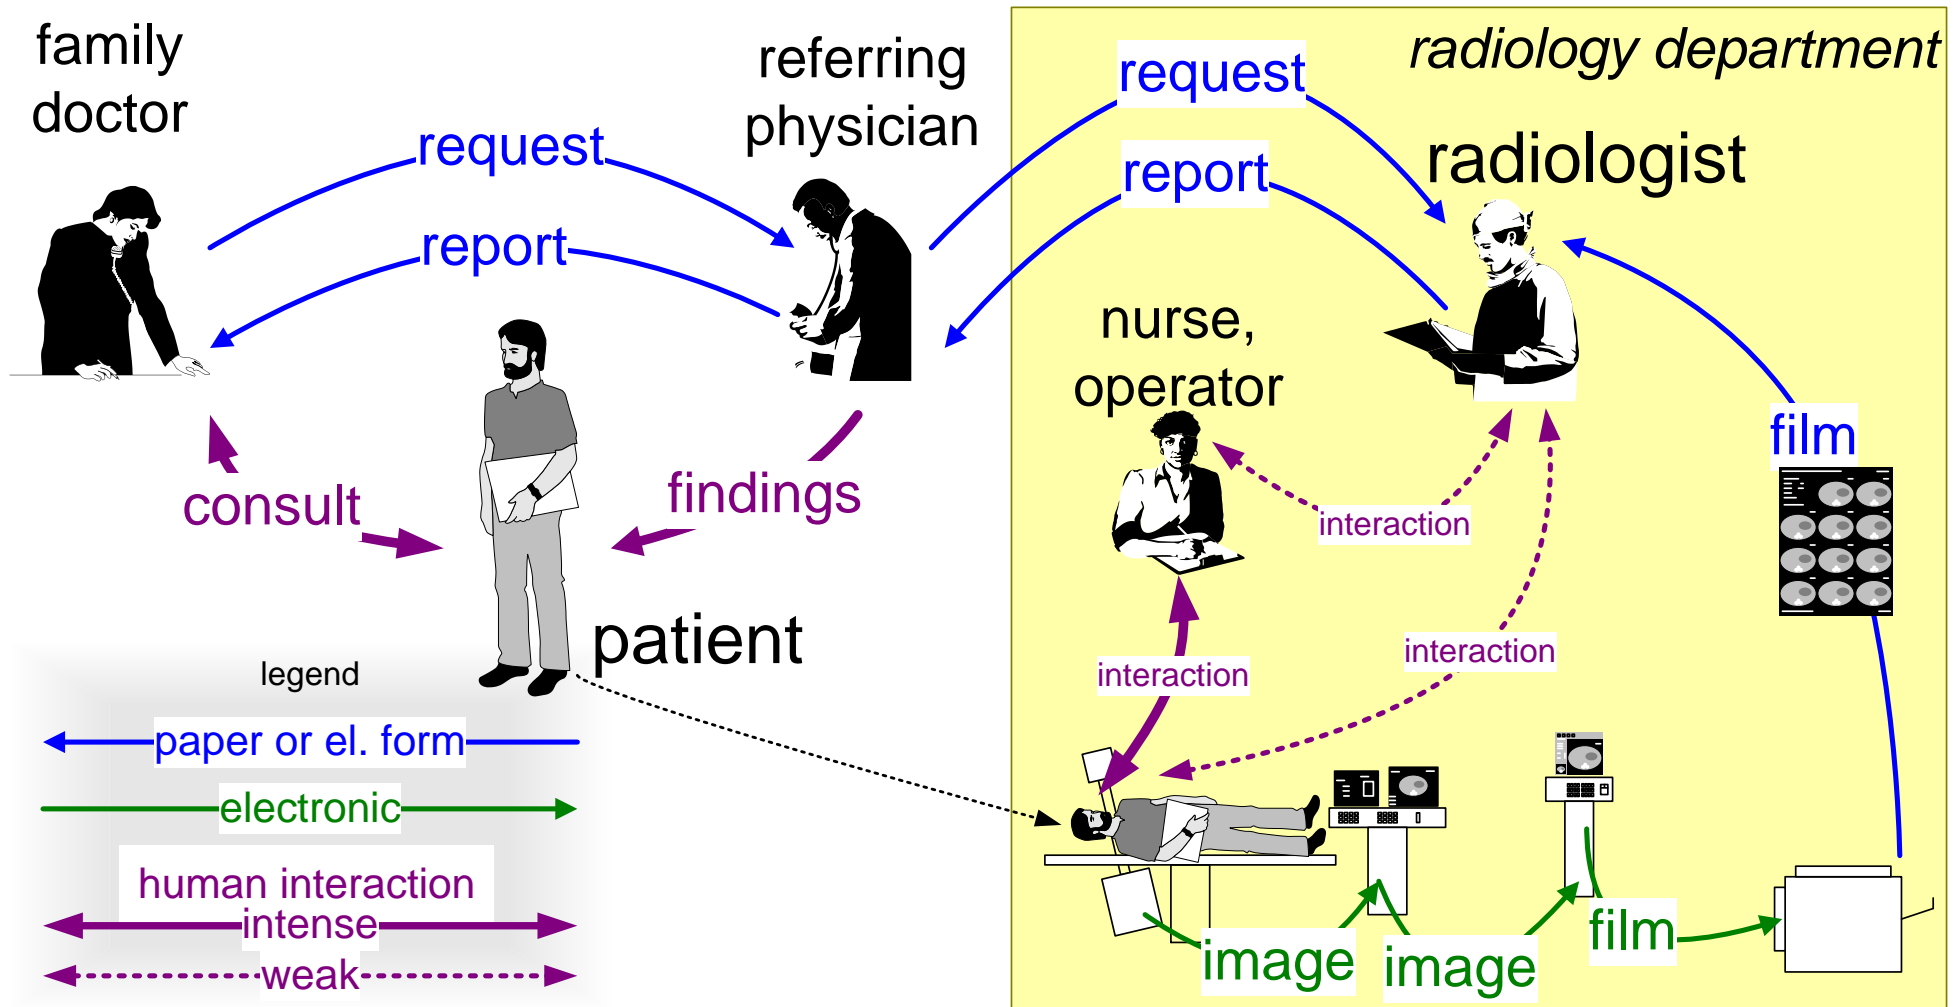 family
doctor
referring
physician
request
report
request
report
radiology department
radiologist
nurse,
operator
film
consult
findings
interaction
interaction
interaction
patient
legend
paper or el. form
electronic
human interaction
intense
weak
image
image
film